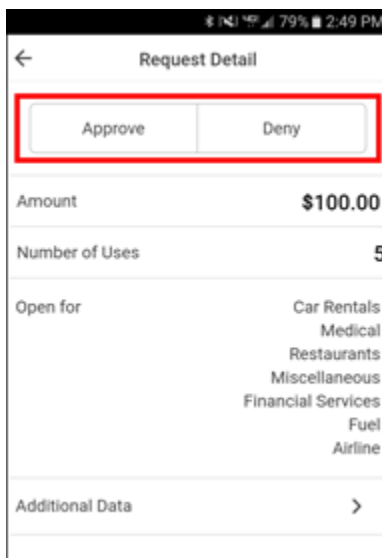 79% 2:49 PM
Request Detail
Approve Deny
Amount $100.00
Number of Uses 5
Open for Car Rentals
Medical
Restaurants
Miscellaneous
Financial Services
Fuel
Airline
Additional Data